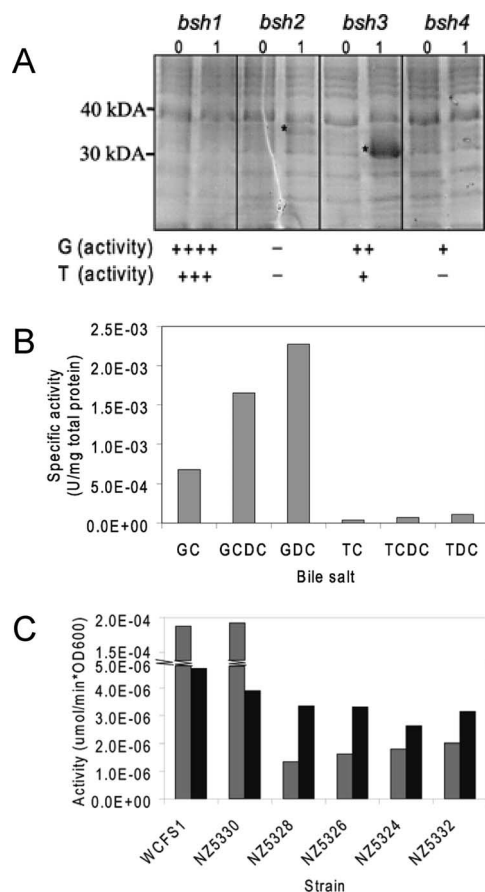 bsh1 bsh2 bsh3 bsh4
0 1 0 1 0 1 0 1
A
40 kDA
*
30 kDA
*
G (activity) ++++ – ++ +
T (activity) +++ – + –
B
2.5E-03
2.0E-03
1.5E-03
1.0E-03
5.0E-04
0.0E+00
Specific activity
(U/mg total protein)
GC GCDC GDC TC TCDC TDC
Bile salt
C
2.0E-04
1.0E-04
5.0E-06
4.0E-06
3.0E-06
2.0E-06
1.0E-06
0.0E+00
Activity (umol/min*OD600)
WCFS1 NZ5330 NZ5328 NZ5326 NZ5324 NZ5332
Strain